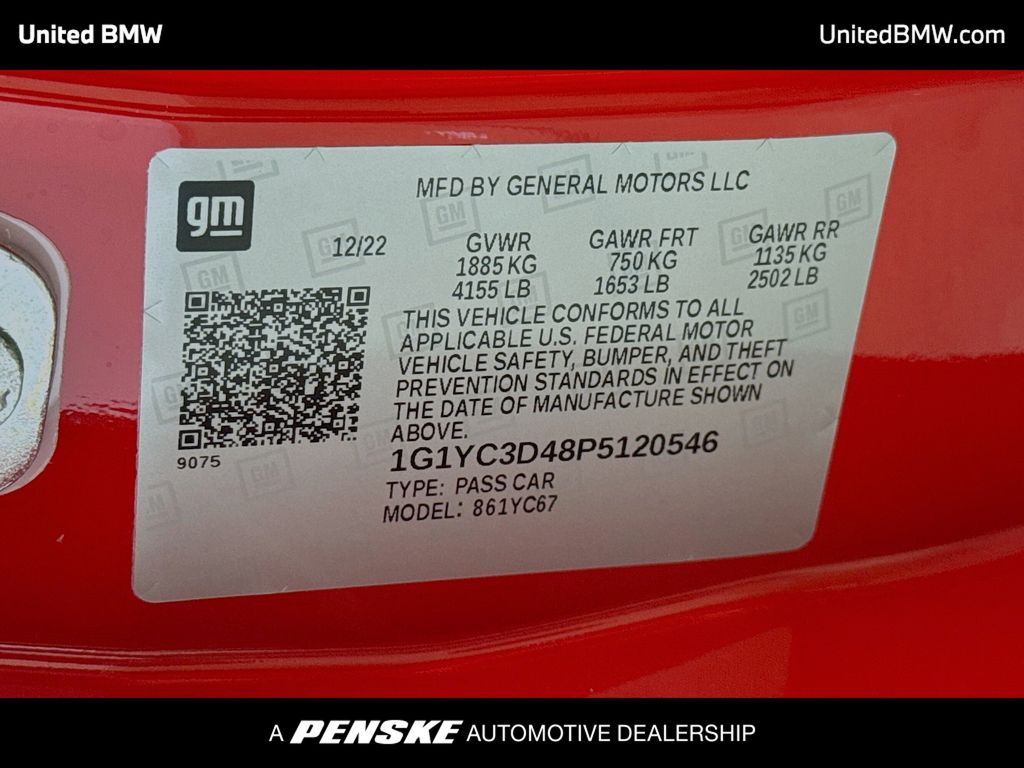 United BMW
UnitedBMW.com
MFD BY GENERAL MOTORS LLC
gm
12/22
GVWR GAWR FRT GAWR RR
1885 KG 750 KG 1135 KG
4155 LB 1653 LB 2502 LB
THIS VEHICLE CONFORMS TO ALL
APPLICABLE U.S. FEDERAL MOTOR
VEHICLE SAFETY, BUMPER, AND THEFT
PREVENTION STANDARDS IN EFFECT ON
THE DATE OF MANUFACTURE SHOWN
ABOVE.
9075
1G1YC3D48P5120546
TYPE: PASS CAR
MODEL: 861YC67
A PENSKE AUTOMOTIVE DEALERSHIP